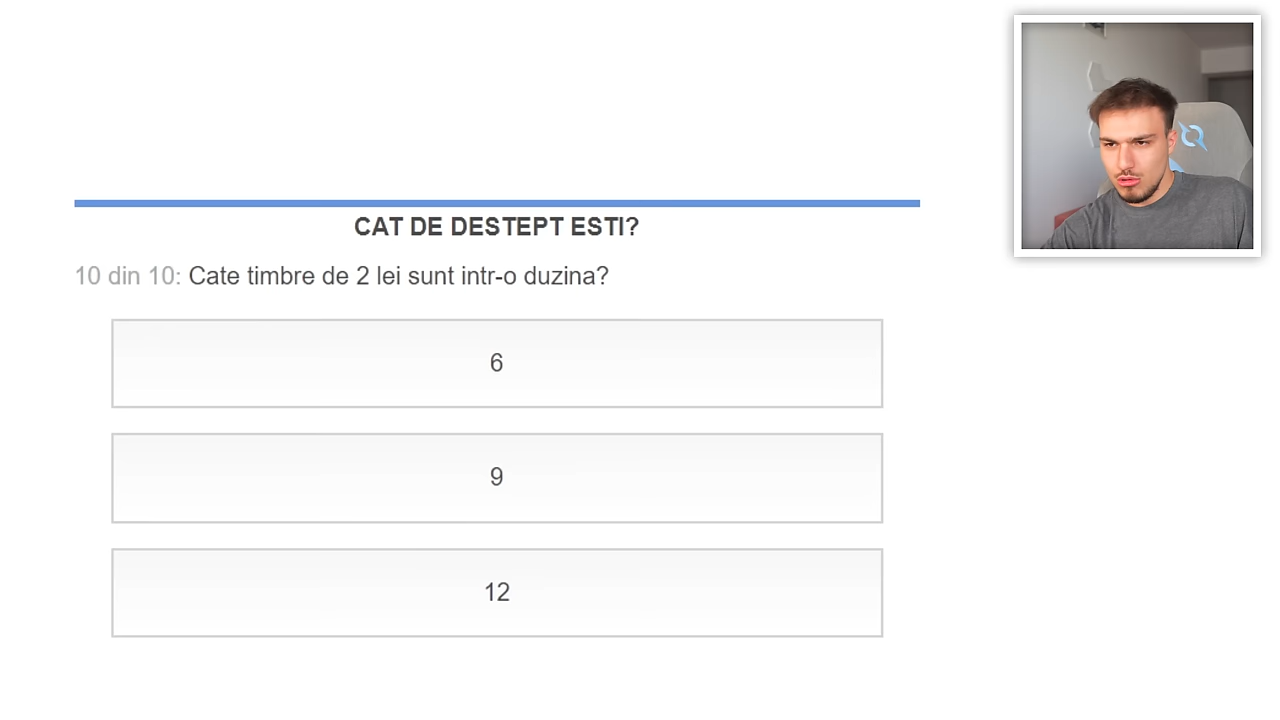 CAT DE DESTEPT ESTI?
10 din 10: Cate timbre de 2 lei sunt intr-o duzina?
6
9
12